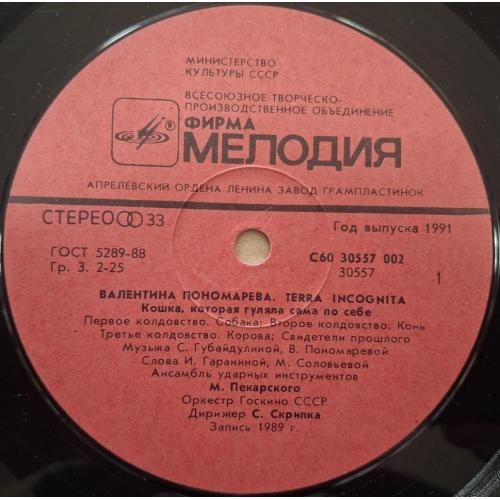 МИНИСТЕРСТВО
КУЛЬТУРЫ СССР
ВСЕСОЮЗНОЕ ТВОРЧЕСКО-
ПРОИЗВОДСТВЕННОЕ ОБЪЕДИНЕНИЕ
®
ФИРМА
МЕЛОДИЯ
АПРЕЛЕВСКИЙ ОРДЕНА ЛЕНИНА ЗАВОД ГРАМПЛАСТИНОК
СТЕРЕО 33
Год выпуска 1991
ГОСТ 5289-88
Гр. 3. 2-25
С60 30557 002
30557
1
ВАЛЕНТИНА ПОНОМАРЕВА. TERRA INCOGNITA
Кошка, которая гуляла сама по себе
Первое колдовство. Собака; Второе колдовство. Конь
Третье колдовство. Корова; Свидетели прошлого
Музыка С. Губайдулиной, В. Пономаревой
Слова И. Гараниной, М. Соловьевой
Ансамбль ударных инструментов
М. Пекарского
Оркестр Госкино СССР
Дирижер С. Скрипка
Запись 1989 г.